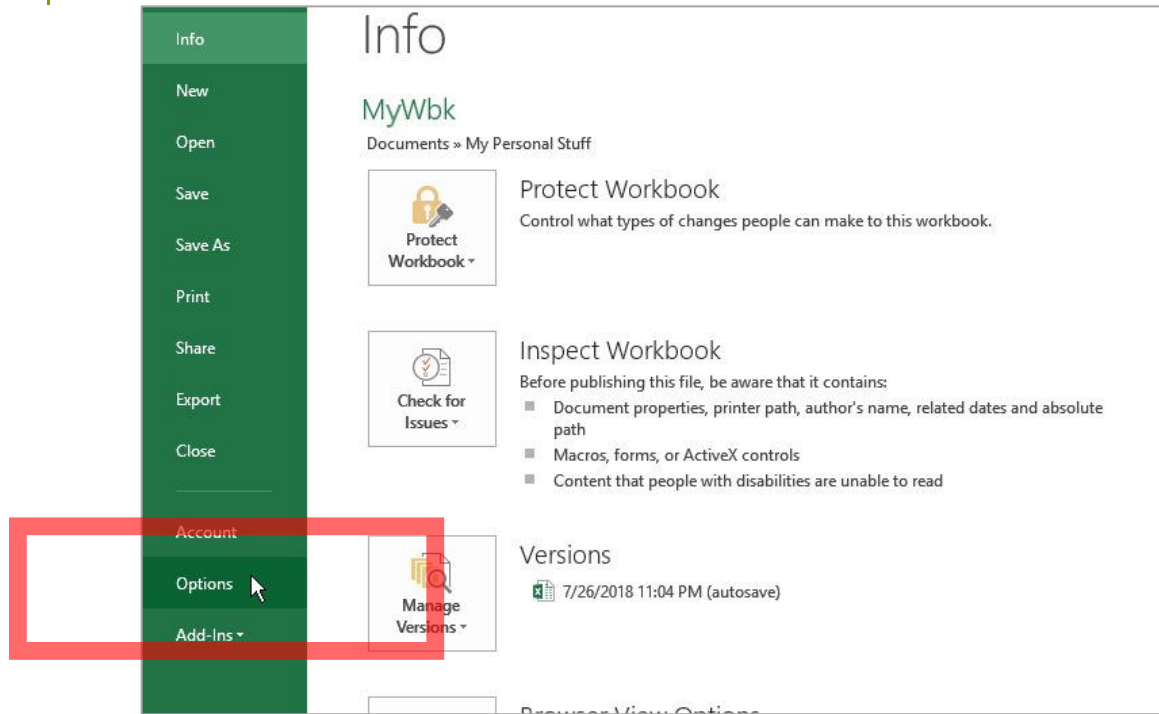 Info
New
Open
Save
Save As
Print
Share
Export
Close
Account
Options
Add-Ins
Info
MyWbk
Documents » My Personal Stuff
Protect
Workbook
Protect Workbook
Control what types of changes people can make to this workbook.
Check for
Issues
Inspect Workbook
Before publishing this file, be aware that it contains:
Document properties, printer path, author's name, related dates and absolute
path
Macros, forms, or ActiveX controls
Content that people with disabilities are unable to read
Manage
Versions
Versions
7/26/2018 11:04 PM (autosave)
Browser View Options